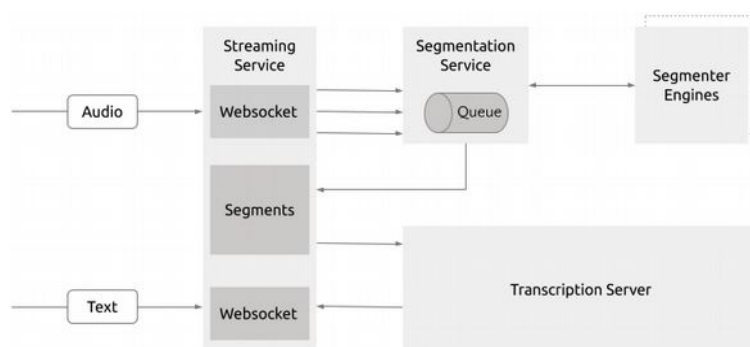 Streaming
Service
Segmentation
Service
Segmenter
Engines
Audio
Websocket
Queue
Segments
Transcription Server
Text
Websocket